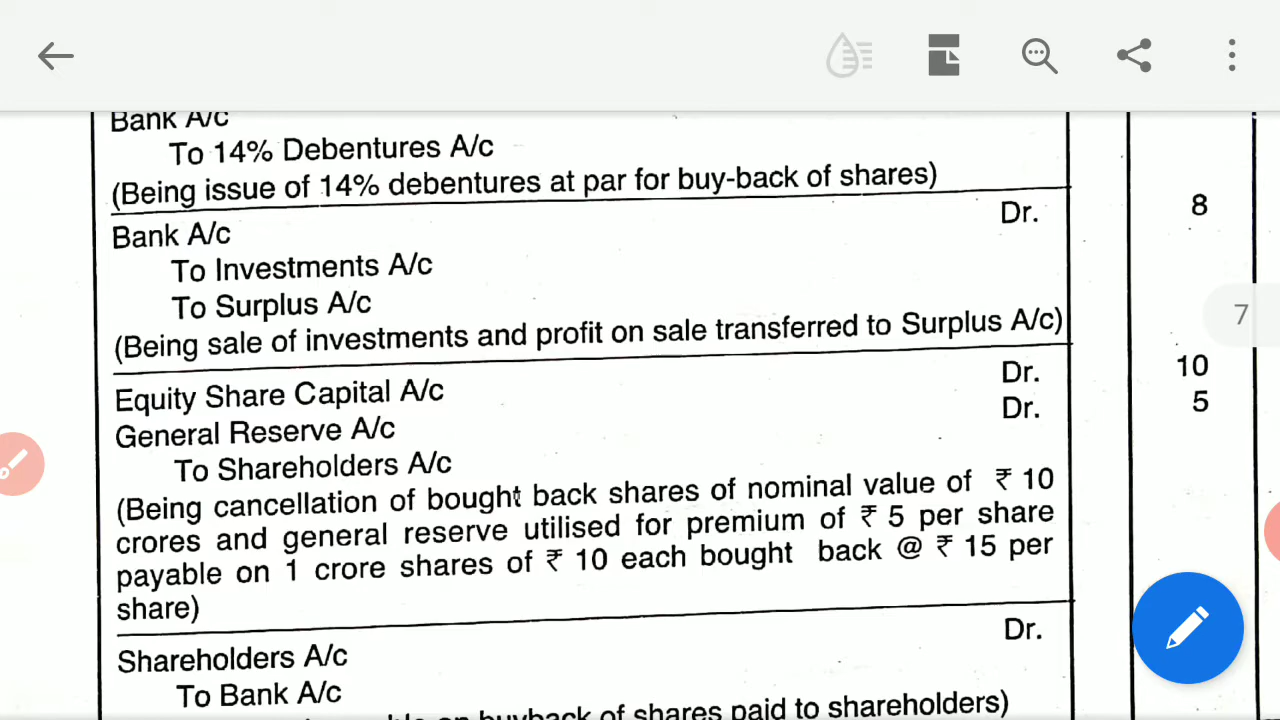 Bank A/c
To 14% Debentures A/c
(Being issue of 14% debentures at par for buy-back of shares)
Bank A/c Dr. 8
To Investments A/c
To Surplus A/c
(Being sale of investments and profit on sale transferred to Surplus A/c)
7
Equity Share Capital A/c Dr. 10
General Reserve A/c Dr. 5
To Shareholders A/c
(Being cancellation of bought back shares of nominal value of ₹ 10
crores and general reserve utilised for premium of ₹ 5 per share
payable on 1 crore shares of ₹ 10 each bought back @ ₹ 15 per
share)
Shareholders A/c Dr.
To Bank A/c
buyback of shares paid to shareholders)